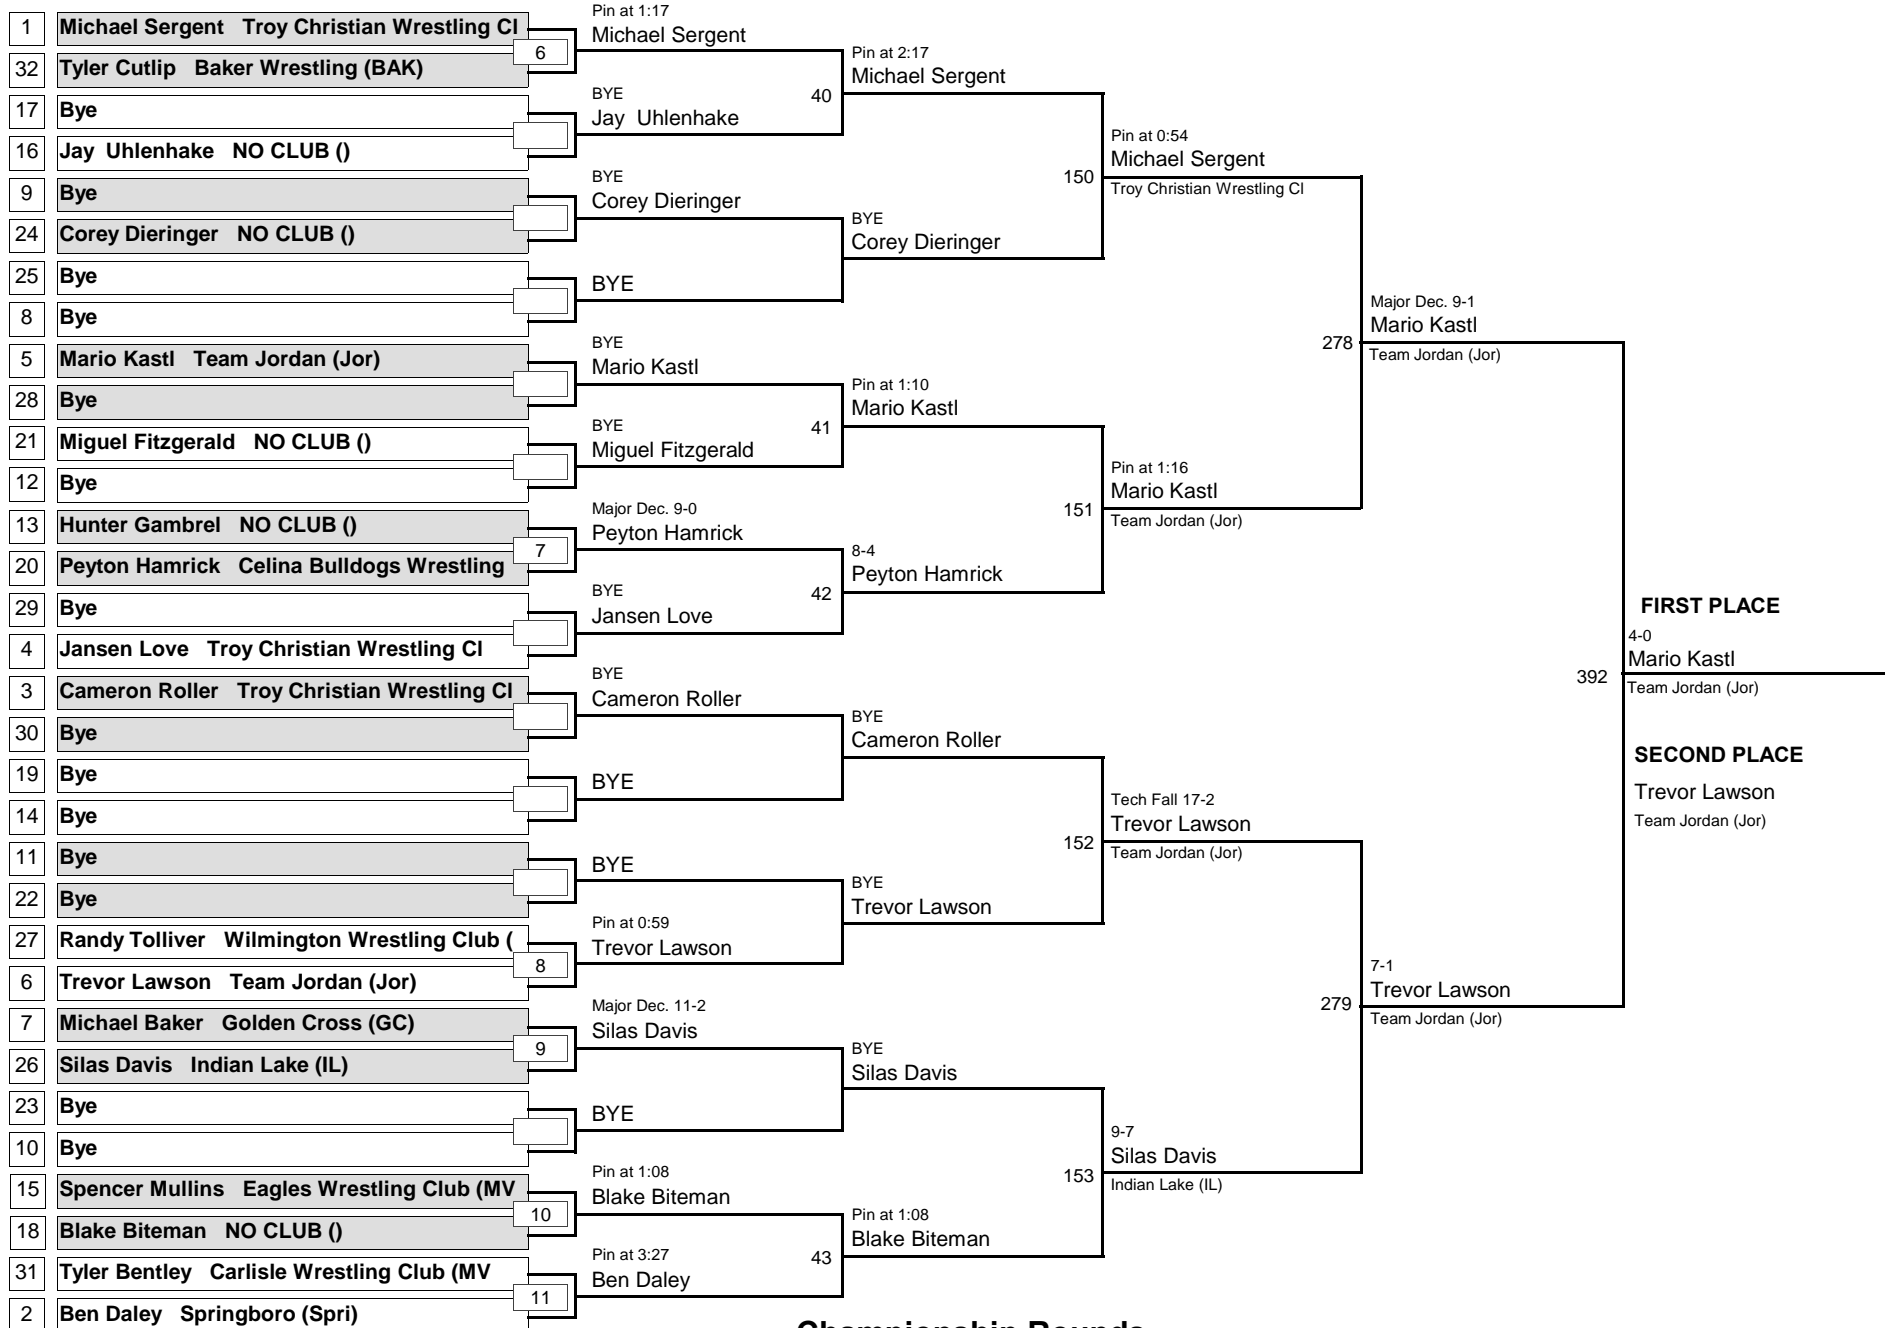 1 Michael Sergent Troy Christian Wrestling Cl
32 Tyler Cutlip Baker Wrestling (BAK)
17 Bye
16 Jay Uhlenhake NO CLUB ()
9 Bye
24 Corey Dieringer NO CLUB ()
25 Bye
8 Bye
5 Mario Kastl Team Jordan (Jor)
28 Bye
21 Miguel Fitzgerald NO CLUB ()
12 Bye
13 Hunter Gambrel NO CLUB ()
20 Peyton Hamrick Celina Bulldogs Wrestling
29 Bye
4 Jansen Love Troy Christian Wrestling Cl
3 Cameron Roller Troy Christian Wrestling Cl
30 Bye
19 Bye
14 Bye
11 Bye
22 Bye
27 Randy Tolliver Wilmington Wrestling Club (
6 Trevor Lawson Team Jordan (Jor)
7 Michael Baker Golden Cross (GC)
26 Silas Davis Indian Lake (IL)
23 Bye
10 Bye
15 Spencer Mullins Eagles Wrestling Club (MV
18 Blake Biteman NO CLUB ()
31 Tyler Bentley Carlisle Wrestling Club (MV
2 Ben Daley Springboro (Spri)
6
7
8
9
10
11
Pin at 1:17
Michael Sergent
BYE
Jay Uhlenhake
BYE
Corey Dieringer
BYE
BYE
Mario Kastl
BYE
Miguel Fitzgerald
Major Dec. 9-0
Peyton Hamrick
BYE
Jansen Love
BYE
Cameron Roller
BYE
BYE
Pin at 0:59
Trevor Lawson
Major Dec. 11-2
Silas Davis
BYE
Pin at 1:08
Blake Biteman
Pin at 3:27
Ben Daley
40
41
42
43
Pin at 2:17
Michael Sergent
BYE
Corey Dieringer
Pin at 1:10
Mario Kastl
8-4
Peyton Hamrick
BYE
Cameron Roller
BYE
Trevor Lawson
BYE
Silas Davis
Pin at 1:08
Blake Biteman
150
151
152
153
Pin at 0:54
Michael Sergent
Troy Christian Wrestling Cl
Pin at 1:16
Mario Kastl
Team Jordan (Jor)
Tech Fall 17-2
Trevor Lawson
Team Jordan (Jor)
9-7
Silas Davis
Indian Lake (IL)
278
279
Major Dec. 9-1
Mario Kastl
Team Jordan (Jor)
7-1
Trevor Lawson
Team Jordan (Jor)
392
FIRST PLACE
4-0
Mario Kastl
Team Jordan (Jor)
SECOND PLACE
Trevor Lawson
Team Jordan (Jor)
Championship Rounds